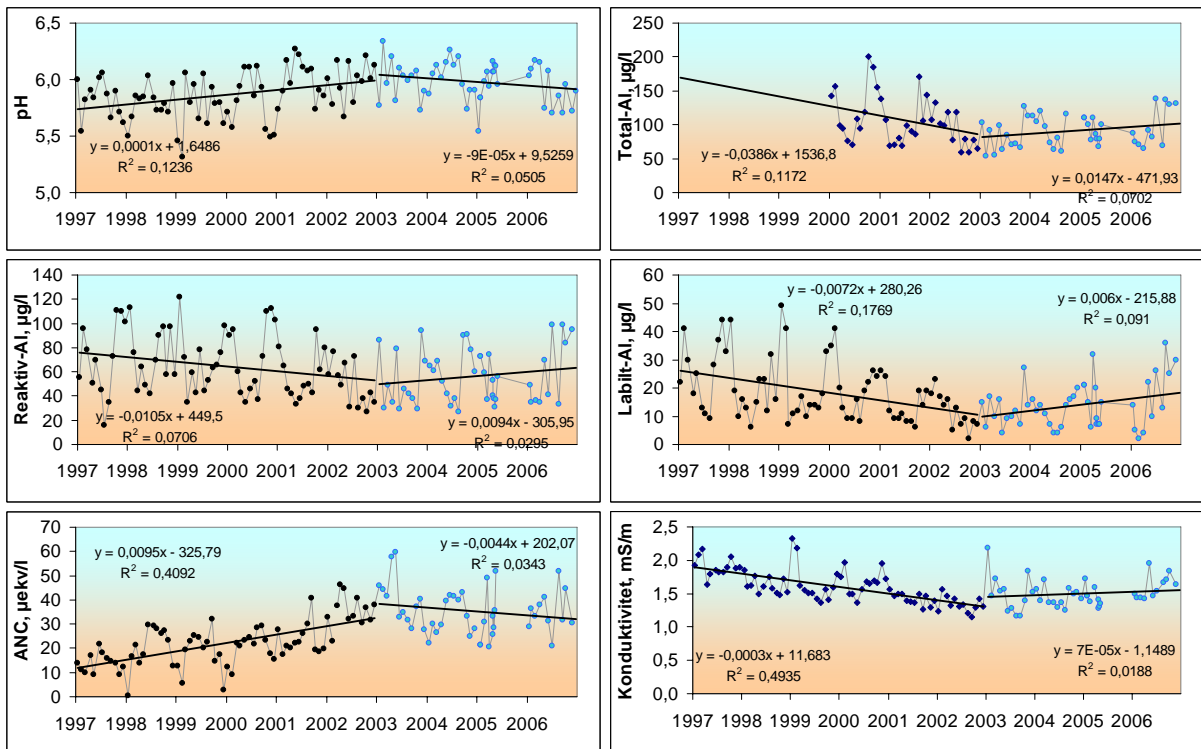 pH
6,5
6,0
5,5
5,0
y = 0,0001x + 1,6486
R² = 0,1236
y = -9E-05x + 9,5259
R² = 0,0505
1997 1998 1999 2000 2001 2002 2003 2004 2005 2006
Total-Al, µg/l
250
200
150
100
50
0
y = -0,0386x + 1536,8
R² = 0,1172
y = 0,0147x - 471,93
R² = 0,0702
1997 1998 1999 2000 2001 2002 2003 2004 2005 2006
Reaktiv-Al, µg/l
140
120
100
80
60
40
20
0
y = -0,0105x + 449,5
R² = 0,0706
y = 0,0094x - 305,95
R² = 0,0295
1997 1998 1999 2000 2001 2002 2003 2004 2005 2006
Labilt-Al, µg/l
60
50
40
30
20
10
0
y = -0,0072x + 280,26
R² = 0,1769
y = 0,006x - 215,88
R² = 0,091
1997 1998 1999 2000 2001 2002 2003 2004 2005 2006
ANC, µekv/l
70
60
50
40
30
20
10
0
y = 0,0095x - 325,79
R² = 0,4092
y = -0,0044x + 202,07
R² = 0,0343
1997 1998 1999 2000 2001 2002 2003 2004 2005 2006
Konduktivitet, mS/m
2,5
2,0
1,5
1,0
0,5
0,0
y = -0,0003x + 11,683
R² = 0,4935
y = 7E-05x - 1,1489
R² = 0,0188
1997 1998 1999 2000 2001 2002 2003 2004 2005 2006